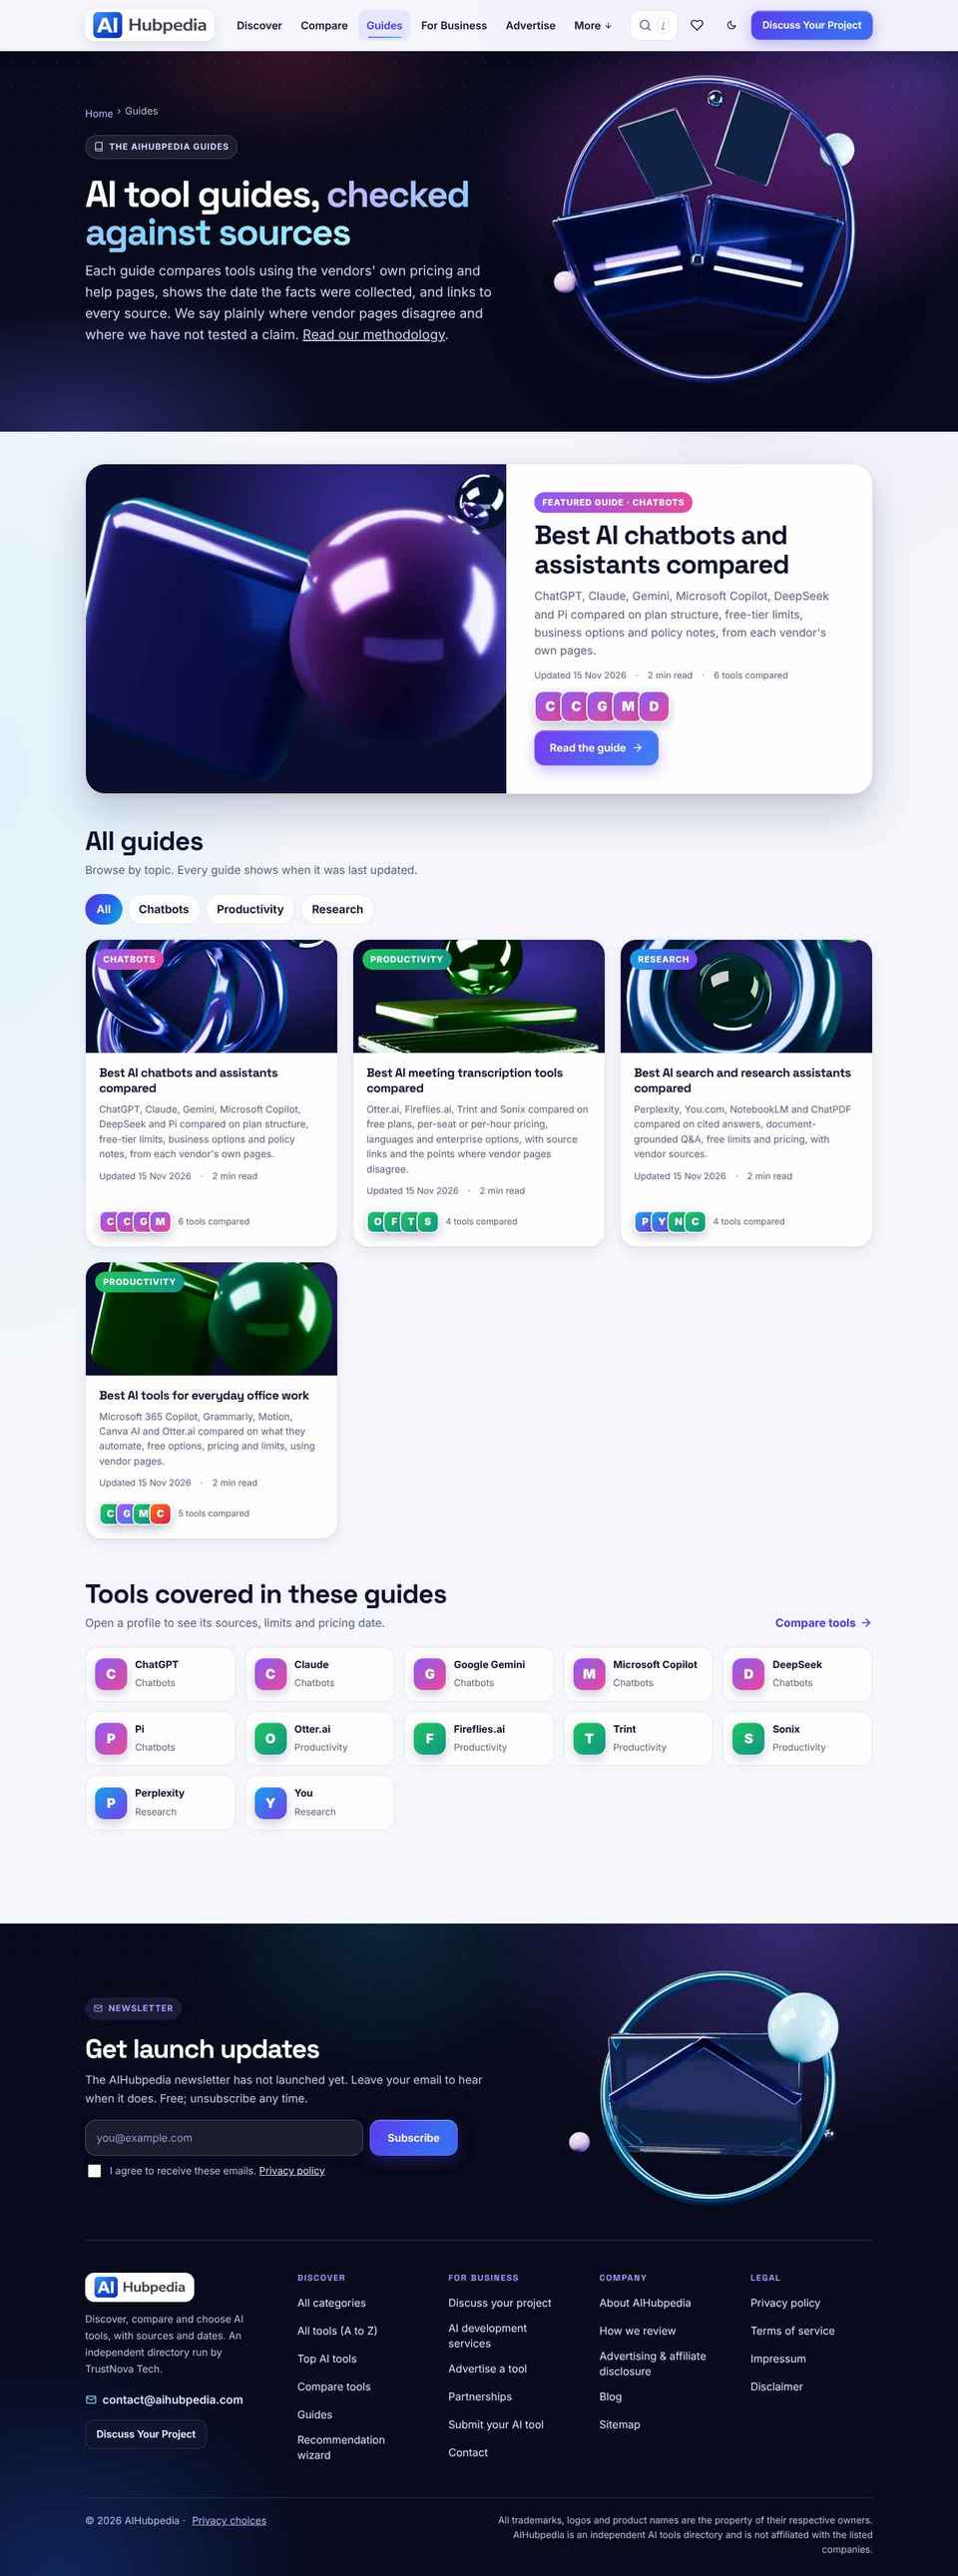 AI Hubpedia
Discover
Compare
Guides
For Business
Advertise
More ↓
/
Discuss Your Project
Home › Guides
THE AIHUBPEDIA GUIDES
AI tool guides, checked
against sources
Each guide compares tools using the vendors' own pricing and
help pages, shows the date the facts were collected, and links to
every source. We say plainly where vendor pages disagree and
where we have not tested a claim. Read our methodology.
FEATURED GUIDE · CHATBOTS
Best AI chatbots and
assistants compared
ChatGPT, Claude, Gemini, Microsoft Copilot, DeepSeek
and Pi compared on plan structure, free-tier limits,
business options and policy notes, from each vendor's
own pages.
Updated 15 Nov 2026 · 2 min read · 6 tools compared
C C G M D
Read the guide →
All guides
Browse by topic. Every guide shows when it was last updated.
All
Chatbots
Productivity
Research
CHATBOTS
Best AI chatbots and assistants
compared
ChatGPT, Claude, Gemini, Microsoft Copilot,
DeepSeek and Pi compared on plan structure,
free-tier limits, business options and policy
notes, from each vendor's own pages.
Updated 15 Nov 2026 · 2 min read
C C G M 6 tools compared
PRODUCTIVITY
Best AI meeting transcription tools
compared
Otter.ai, Fireflies.ai, Trint and Sonix compared on
free plans, per-seat or per-hour pricing,
languages and enterprise options, with source
links and the points where vendor pages
disagree.
Updated 15 Nov 2026 · 2 min read
O F T S 4 tools compared
RESEARCH
Best AI search and research assistants
compared
Perplexity, You.com, NotebookLM and ChatPDF
compared on cited answers, document-
grounded Q&A, free limits and pricing, with
vendor sources.
Updated 15 Nov 2026 · 2 min read
P Y N C 4 tools compared
PRODUCTIVITY
Best AI tools for everyday office work
Microsoft 365 Copilot, Grammarly, Motion,
Canva AI and Otter.ai compared on what they
automate, free options, pricing and limits, using
vendor pages.
Updated 15 Nov 2026 · 2 min read
C G M C 5 tools compared
Tools covered in these guides
Open a profile to see its sources, limits and pricing date.
Compare tools →
C ChatGPT
Chatbots
C Claude
Chatbots
G Google Gemini
Chatbots
M Microsoft Copilot
Chatbots
D DeepSeek
Chatbots
P Pi
Chatbots
O Otter.ai
Productivity
F Fireflies.ai
Productivity
T Trint
Productivity
S Sonix
Productivity
P Perplexity
Research
Y You
Research
NEWSLETTER
Get launch updates
The AIHubpedia newsletter has not launched yet. Leave your email to hear
when it does. Free; unsubscribe any time.
you@example.com
Subscribe
I agree to receive these emails. Privacy policy
AI Hubpedia
Discover, compare and choose AI
tools, with sources and dates. An
independent directory run by
TrustNova Tech.
contact@aihubpedia.com
Discuss Your Project
DISCOVER
All categories
All tools (A to Z)
Top AI tools
Compare tools
Guides
Recommendation
wizard
FOR BUSINESS
Discuss your project
AI development
services
Advertise a tool
Partnerships
Submit your AI tool
Contact
COMPANY
About AIHubpedia
How we review
Advertising & affiliate
disclosure
Blog
Sitemap
LEGAL
Privacy policy
Terms of service
Impressum
Disclaimer
© 2026 AIHubpedia · Privacy choices
All trademarks, logos and product names are the property of their respective owners.
AIHubpedia is an independent AI tools directory and is not affiliated with the listed
companies.